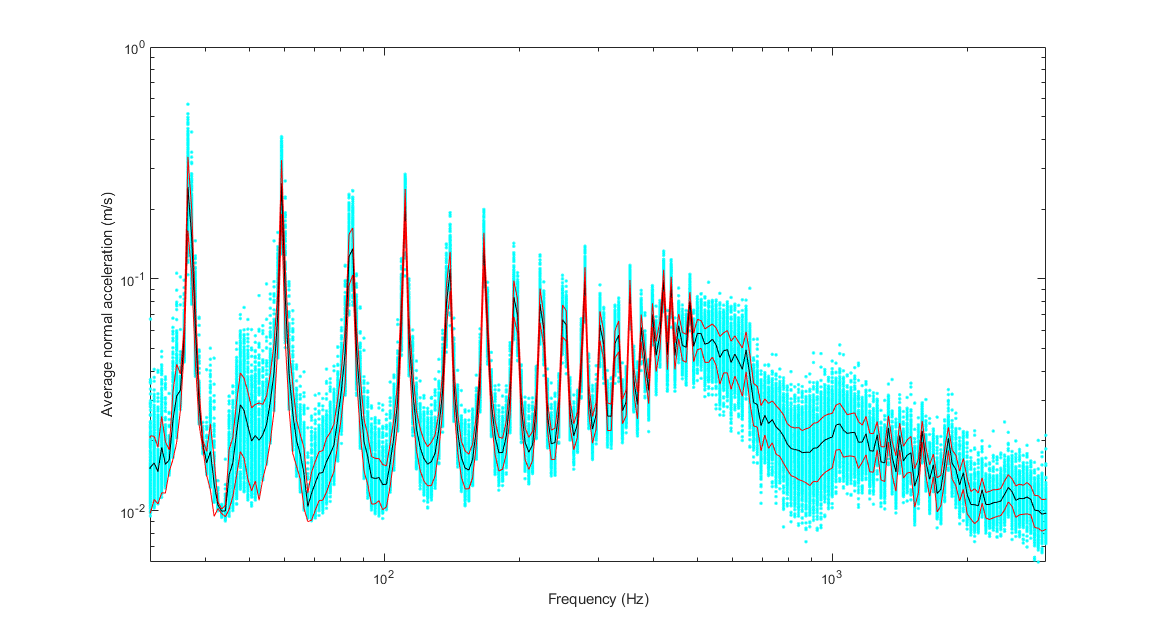 10^0
10^-1
10^-2
Average normal acceleration (m/s)
10^2
10^3
Frequency (Hz)